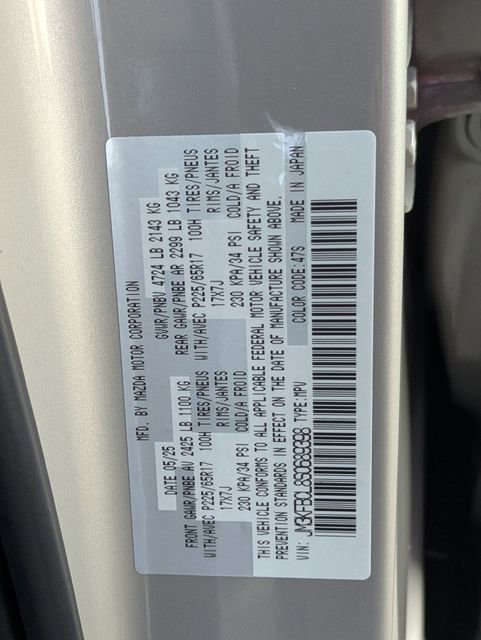 MFD. BY MAZDA MOTOR CORPORATION
DATE 05/25 GVWR/PNBV 4724 LB 2143 KG
FRONT GAWR/PNBE AV 2425 LB 1100 KG REAR GAWR/PNBE AR 2299 LB 1043 KG
WITH/AVEC P225/65R17 100H TIRES/PNEUS WITH/AVEC P225/65R17 100H TIRES/PNEUS
17X7J RIMS/JANTES 17X7J RIMS/JANTES
230 KPA/34 PSI COLD/A FROID 230 KPA/34 PSI COLD/A FROID
THIS VEHICLE CONFORMS TO ALL APPLICABLE FEDERAL MOTOR VEHICLE SAFETY AND THEFT
PREVENTION STANDARDS IN EFFECT ON THE DATE OF MANUFACTURE SHOWN ABOVE.
VIN: TYPE:MPV COLOR CODE:47S MADE IN JAPAN